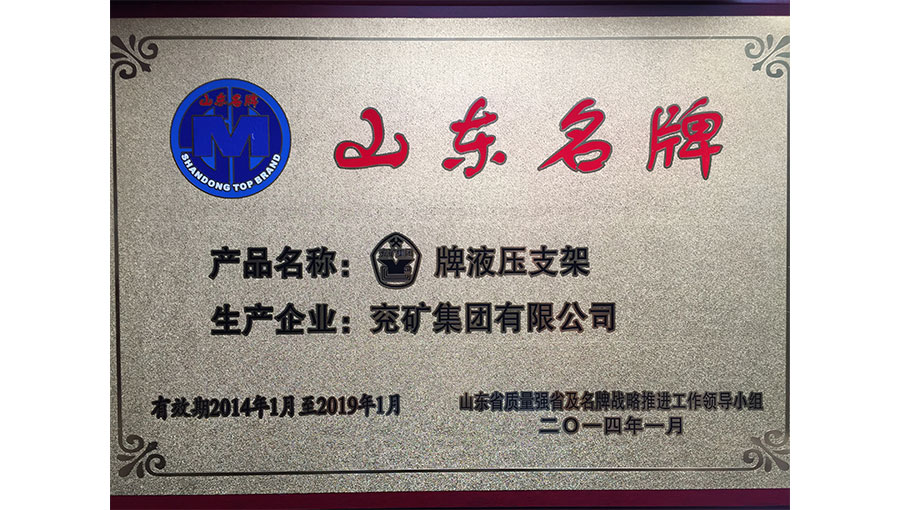 山东名牌
SHANDONG TOP BRAND
山东名牌
产品名称：牌液压支架
生产企业：兖矿集团有限公司
有效期2014年1月至2019年1月
山东省质量强省及名牌战略推进工作领导小组
二〇一四年一月